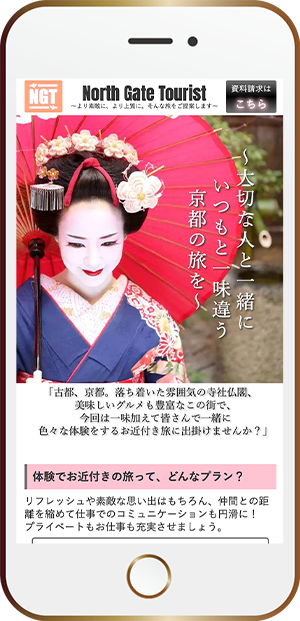 NGT
North Gate Tourist
〜より素敵に、より上質に。そんな旅をご提案します〜
資料請求は
こちら
〜大切な人と一緒に
いつもと一味違う
京都の旅を〜
「古都、京都。落ち着いた雰囲気の寺社仏閣、
美味しいグルメも豊富なこの街で、
今回は一味加えて皆さんで一緒に
色々な体験をするお近付き旅に出掛けませんか？」
体験でお近付きの旅って、どんなプラン？
リフレッシュや素敵な思い出はもちろん、仲間との距
離を縮めて仕事でのコミュニケーションも円滑に！
プライベートもお仕事も充実させましょう。